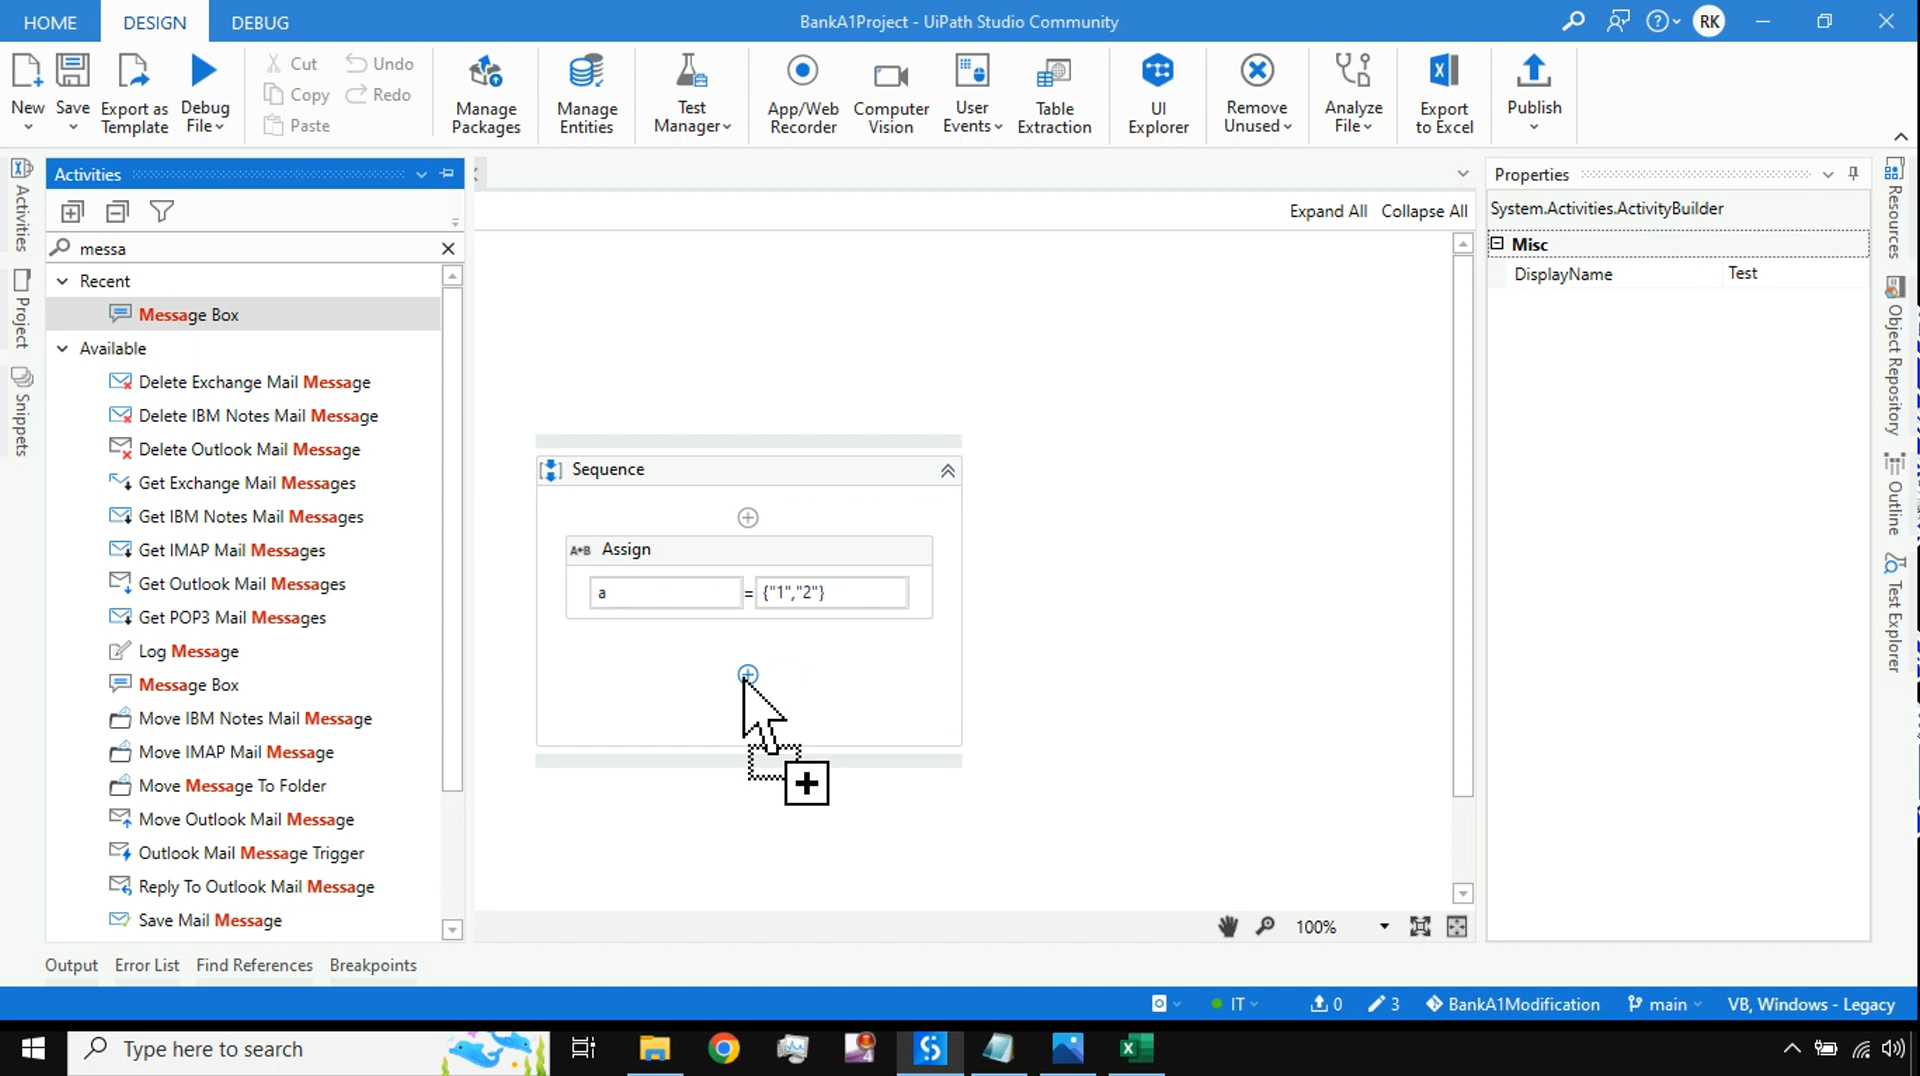 HOME DESIGN DEBUG BankA1Project - UiPath Studio Community RK
New Save Export as Template Debug File Cut Copy Paste Undo Redo Manage Packages Manage Entities Test Manager App/Web Recorder Computer Vision User Events Table Extraction UI Explorer Remove Unused Analyze File Export to Excel Publish
Activities
Project
Snippets
Activities
messa
Recent
Message Box
Available
Delete Exchange Mail Message
Delete IBM Notes Mail Message
Delete Outlook Mail Message
Get Exchange Mail Messages
Get IBM Notes Mail Messages
Get IMAP Mail Messages
Get Outlook Mail Messages
Get POP3 Mail Messages
Log Message
Message Box
Move IBM Notes Mail Message
Move IMAP Mail Message
Move Message To Folder
Move Outlook Mail Message
Outlook Mail Message Trigger
Reply To Outlook Mail Message
Save Mail Message
Expand All Collapse All
Sequence
A*B Assign
a = {"1","2"}
100%
Properties
System.Activities.ActivityBuilder
Misc
DisplayName Test
Resources
Object Repository
Outline
Test Explorer
Output Error List Find References Breakpoints
IT 0 3 BankA1Modification main VB, Windows - Legacy
Type here to search